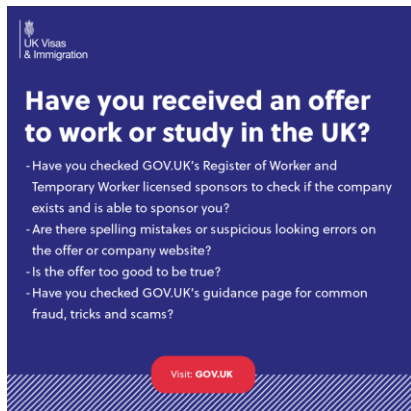 UK Visas
& Immigration
Have you received an offer
to work or study in the UK?
-Have you checked GOV.UK's Register of Worker and
Temporary Worker licensed sponsors to check if the company
exists and is able to sponsor you?
-Are there spelling mistakes or suspicious looking errors on
the offer or company website?
-Is the offer too good to be true?
-Have you checked GOV.UK's guidance page for common
fraud, tricks and scams?
Visit: GOV.UK